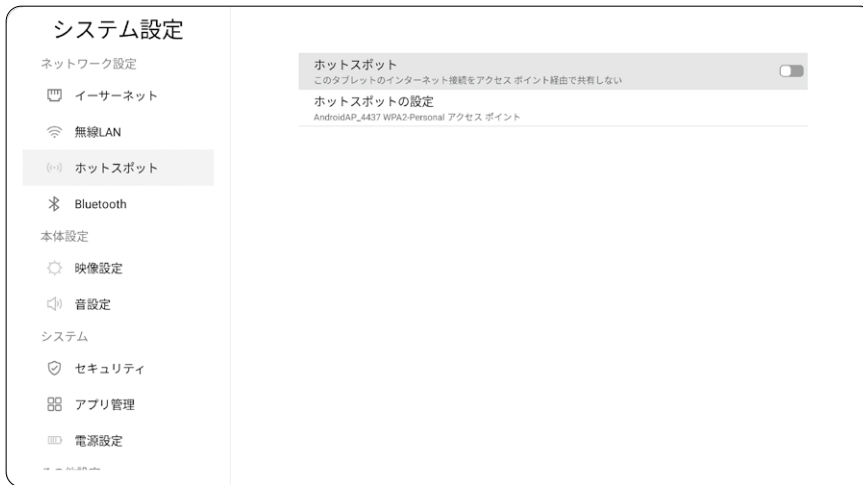 システム設定
ネットワーク設定
イーサーネット
無線LAN
ホットスポット
Bluetooth
本体設定
映像設定
音設定
システム
セキュリティ
アプリ管理
電源設定
ホットスポット
このタブレットのインターネット接続をアクセス ポイント経由で共有しない
ホットスポットの設定
AndroidAP_4437 WPA2-Personal アクセス ポイント